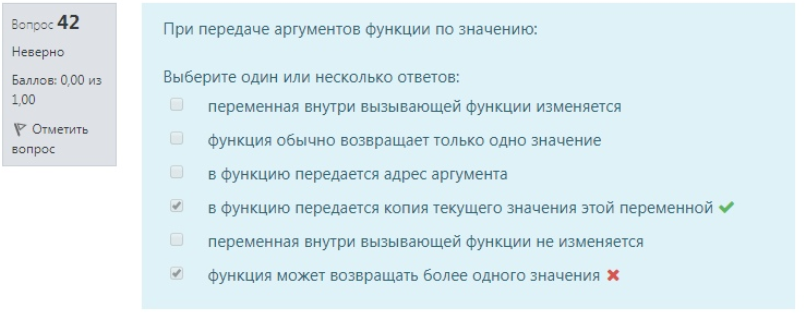 Вопрос 42
Неверно
Баллов: 0,00 из
1,00
Отметить
вопрос
При передаче аргументов функции по значению:
Выберите один или несколько ответов:
переменная внутри вызывающей функции изменяется
функция обычно возвращает только одно значение
в функцию передается адрес аргумента
в функцию передается копия текущего значения этой переменной
переменная внутри вызывающей функции не изменяется
функция может возвращать более одного значения